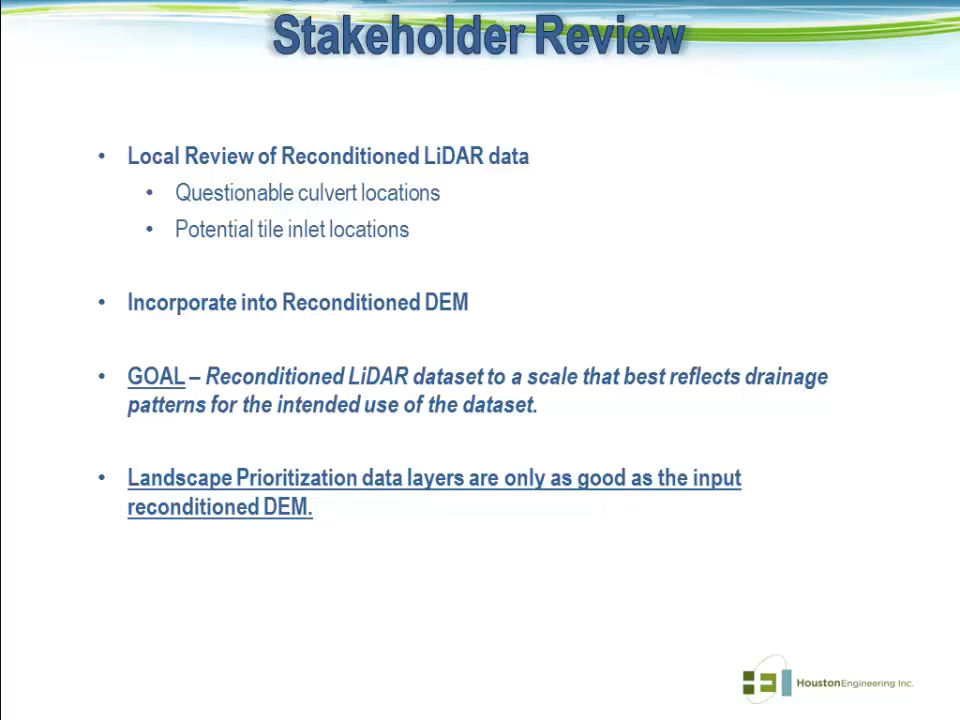 Stakeholder Review
• Local Review of Reconditioned LiDAR data
• Questionable culvert locations
• Potential tile inlet locations
• Incorporate into Reconditioned DEM
• GOAL – Reconditioned LiDAR dataset to a scale that best reflects drainage
patterns for the intended use of the dataset.
• Landscape Prioritization data layers are only as good as the input
reconditioned DEM.
HoustonEngineering Inc.